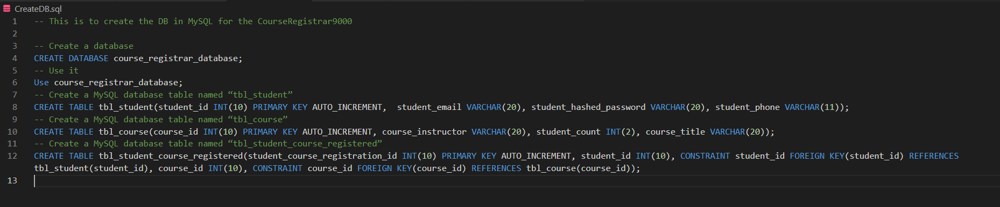 CreateDB.sql
1 -- This is to create the DB in MySQL for the CourseRegistrar9000
2
3 -- Create a database
4 CREATE DATABASE course_registrar_database;
5 -- Use it
6 Use course_registrar_database;
7 -- Create a MySQL database table named “tbl_student”
8 CREATE TABLE tbl_student(student_id INT(10) PRIMARY KEY AUTO_INCREMENT,  student_email VARCHAR(20), student_hashed_password VARCHAR(20), student_phone VARCHAR(11));
9 -- Create a MySQL database table named “tbl_course”
10 CREATE TABLE tbl_course(course_id INT(10) PRIMARY KEY AUTO_INCREMENT, course_instructor VARCHAR(20), student_count INT(2), course_title VARCHAR(20));
11 -- Create a MySQL database table named “tbl_student_course_registered”
12 CREATE TABLE tbl_student_course_registered(student_course_registration_id INT(10) PRIMARY KEY AUTO_INCREMENT, student_id INT(10), CONSTRAINT student_id FOREIGN KEY(student_id) REFERENCES
tbl_student(student_id), course_id INT(10), CONSTRAINT course_id FOREIGN KEY(course_id) REFERENCES tbl_course(course_id));
13